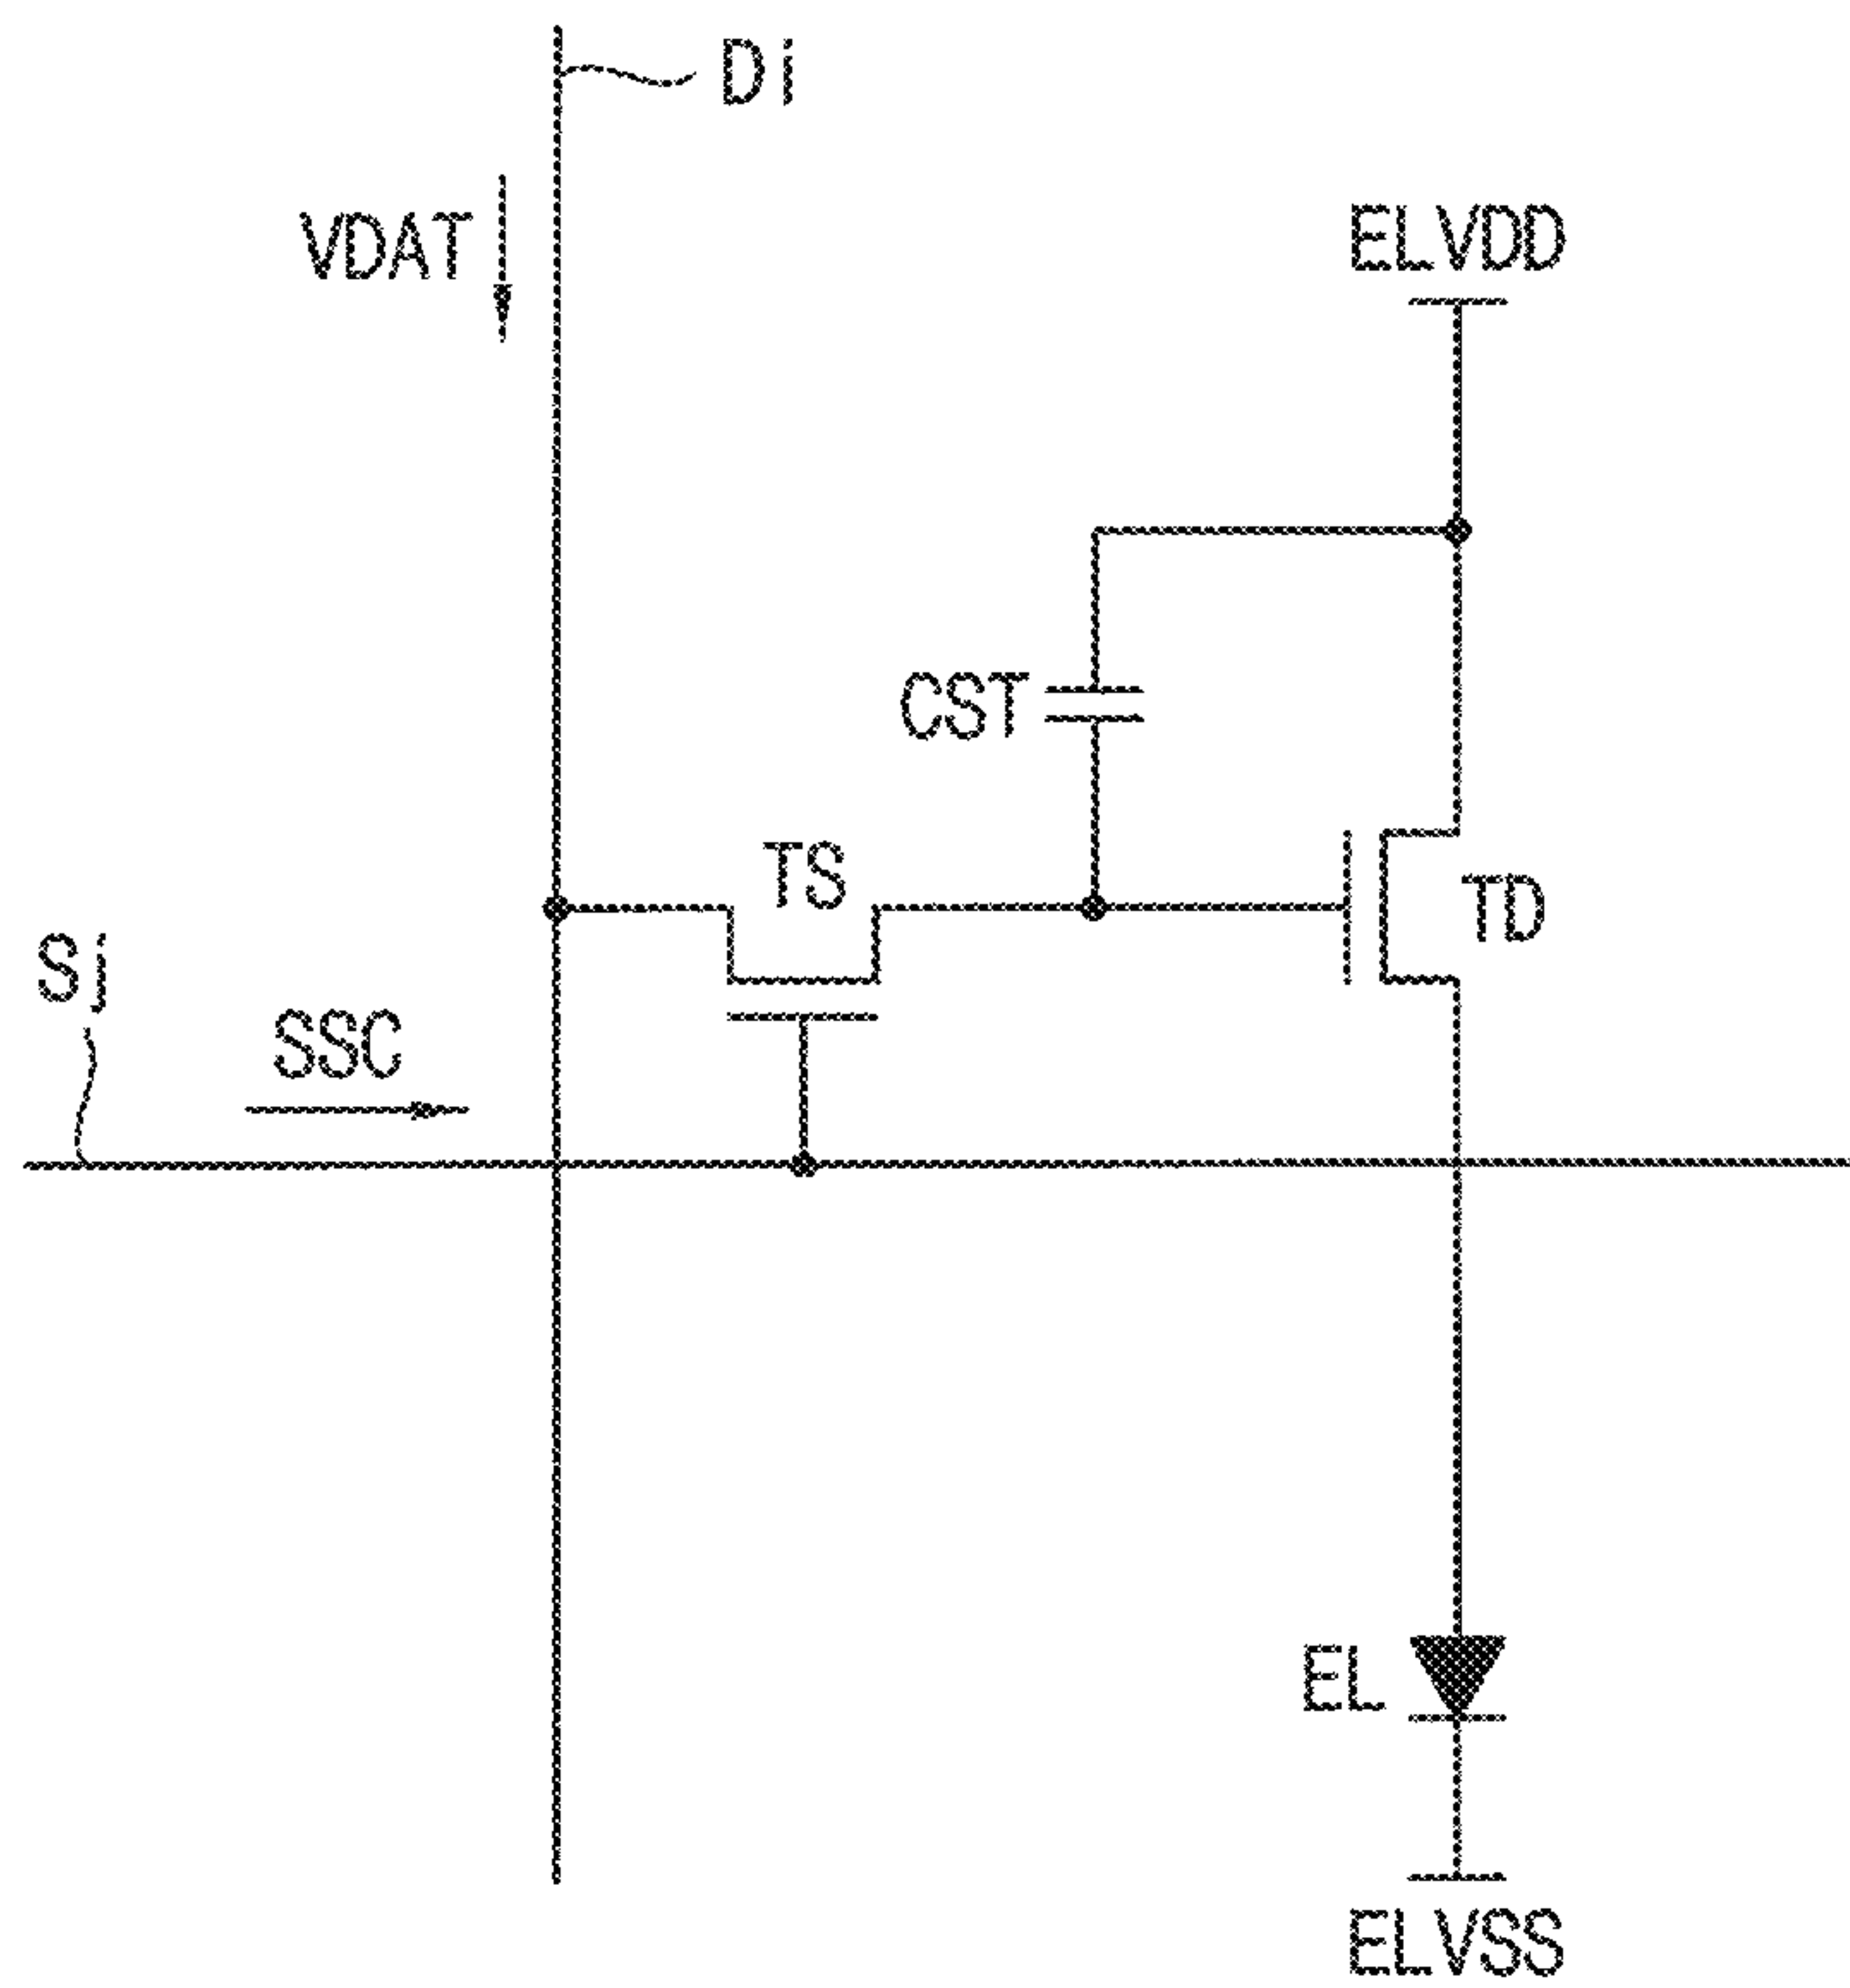 Di
VDAT
ELVDD
CST
TS
TD
Sj
SSC
EL
ELVSS